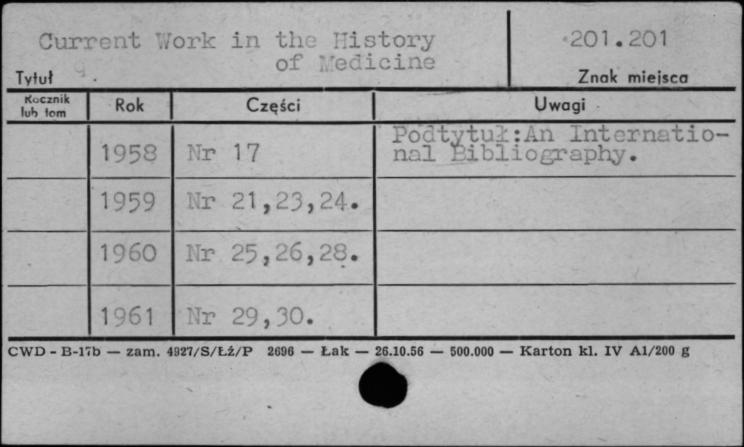 Current Work in the History
of Medicine
201.201
Tytuł
Znak miejsca
Rocznik
lub tom
Rok
Części
Uwagi
1958 Nr 17
Podtytuł:An Internatio-
nal Bibliography.
1959 Nr 21,23,24.
1960 Nr 25,26,28.
1961 Nr 29,30.
CWD - B-17b — zam. 4927/S/Łź/P 2696 — Łak — 26.10.56 — 500.000 — Karton kl. IV A1/200 g